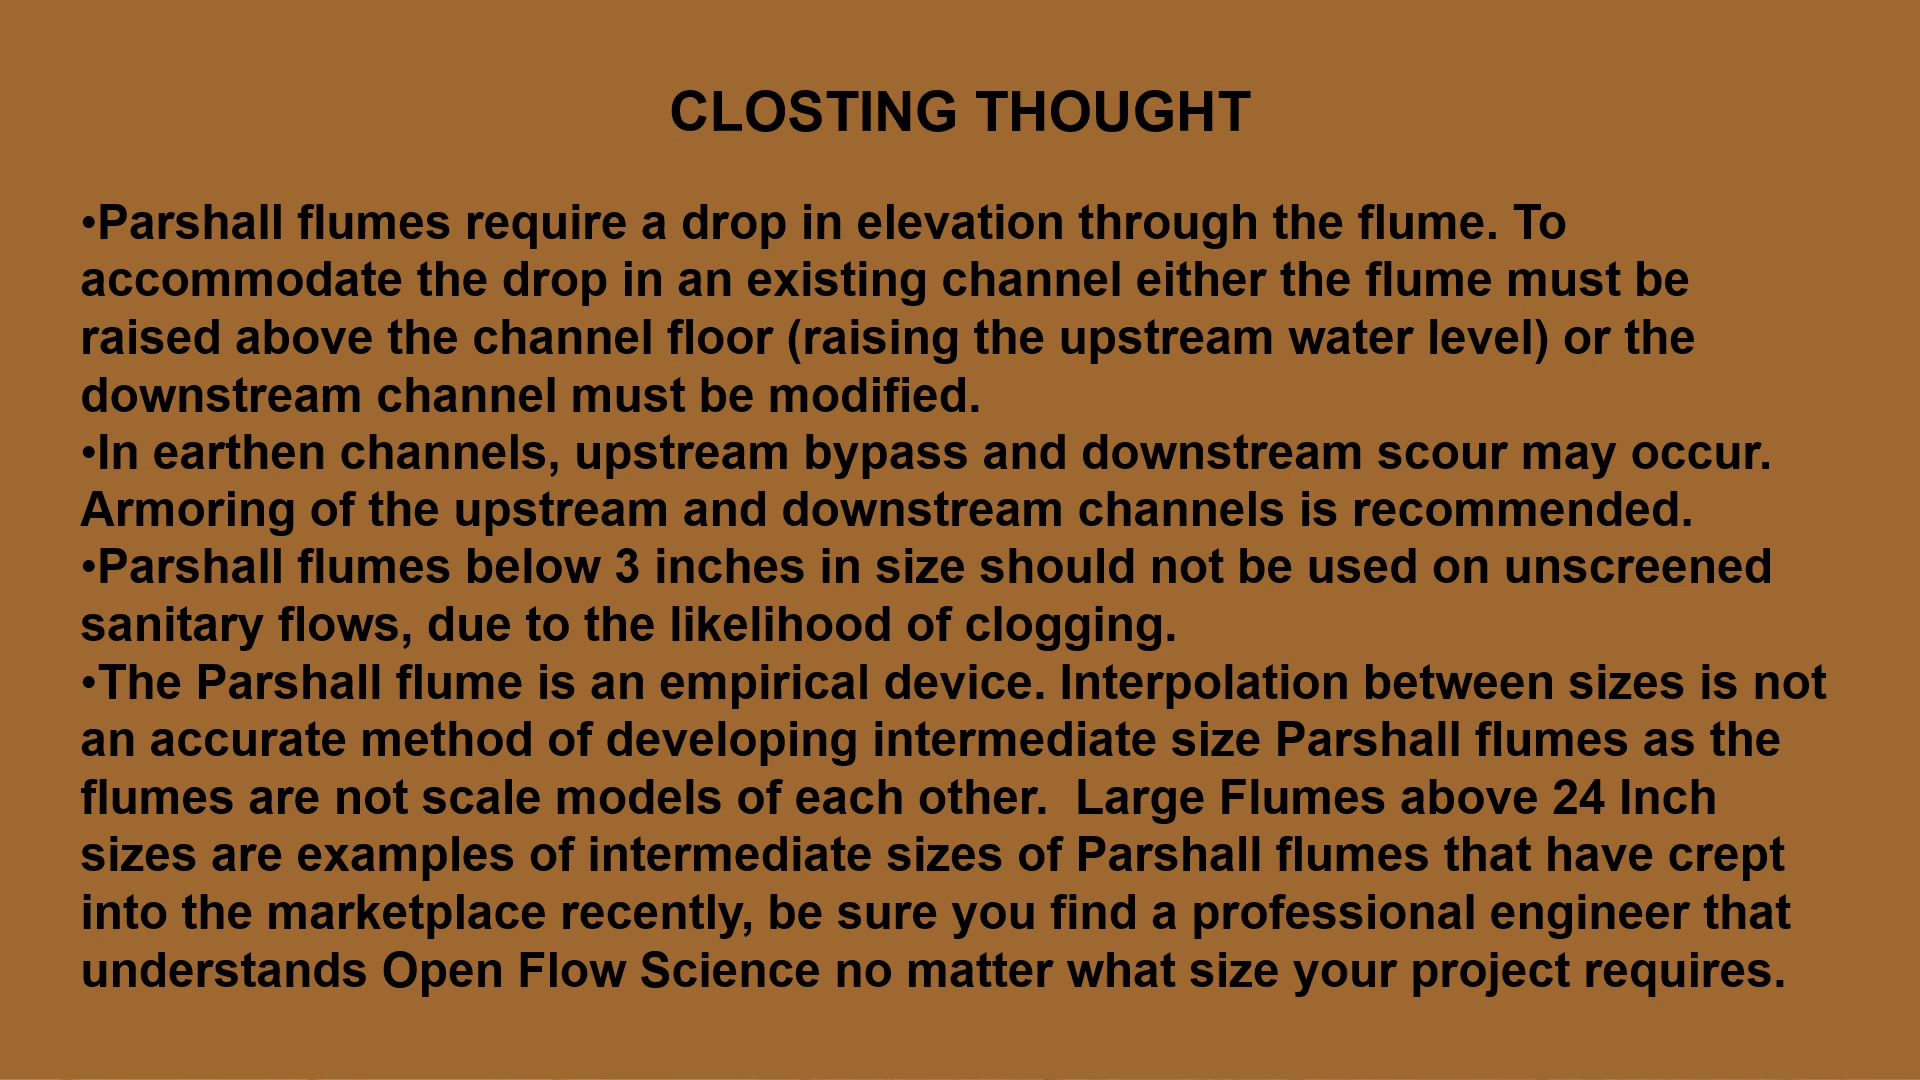 CLOSTING THOUGHT
•Parshall flumes require a drop in elevation through the flume. To
accommodate the drop in an existing channel either the flume must be
raised above the channel floor (raising the upstream water level) or the
downstream channel must be modified.
•In earthen channels, upstream bypass and downstream scour may occur.
Armoring of the upstream and downstream channels is recommended.
•Parshall flumes below 3 inches in size should not be used on unscreened
sanitary flows, due to the likelihood of clogging.
•The Parshall flume is an empirical device. Interpolation between sizes is not
an accurate method of developing intermediate size Parshall flumes as the
flumes are not scale models of each other.  Large Flumes above 24 Inch
sizes are examples of intermediate sizes of Parshall flumes that have crept
into the marketplace recently, be sure you find a professional engineer that
understands Open Flow Science no matter what size your project requires.